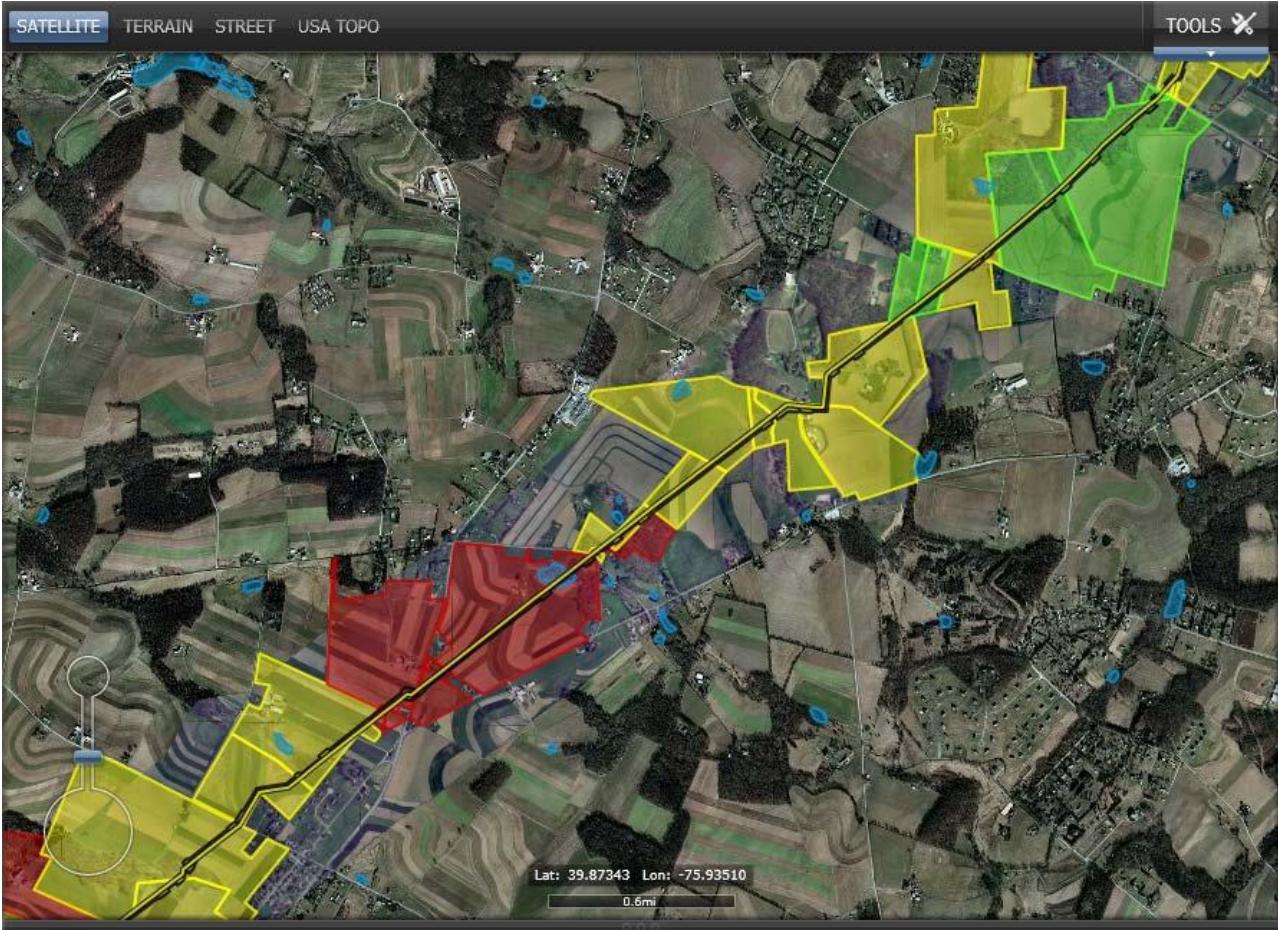 SATELLITE TERRAIN STREET USA TOPO TOOLS
Lat: 39.87343 Lon: -75.93510
0.6mi